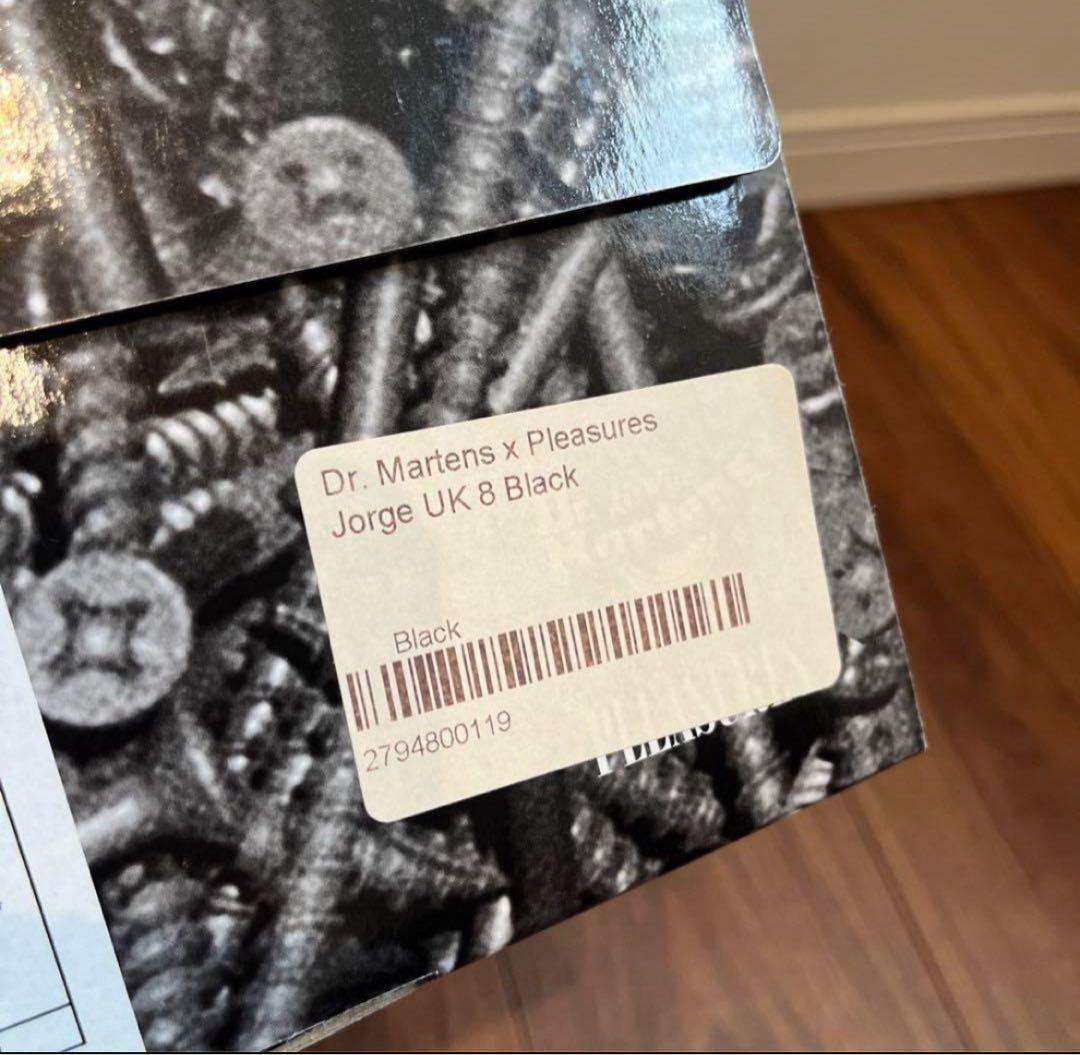 Dr. Martens x Pleasures
Jorge UK 8 Black
Black
2794800119